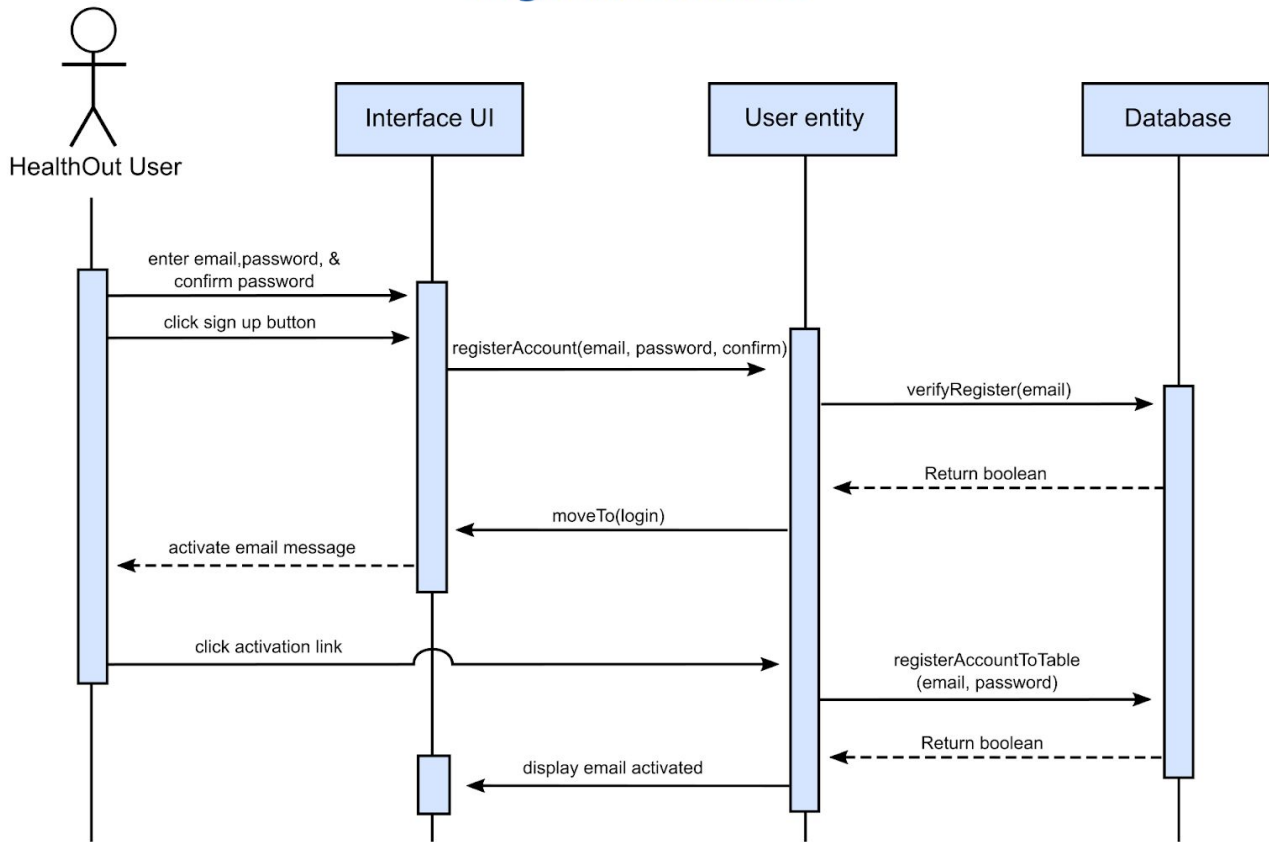 HealthOut User
Interface UI
User entity
Database
enter email,password, &
confirm password
click sign up button
registerAccount(email, password, confirm)
verifyRegister(email)
Return boolean
moveTo(login)
activate email message
click activation link
registerAccountToTable
(email, password)
Return boolean
display email activated